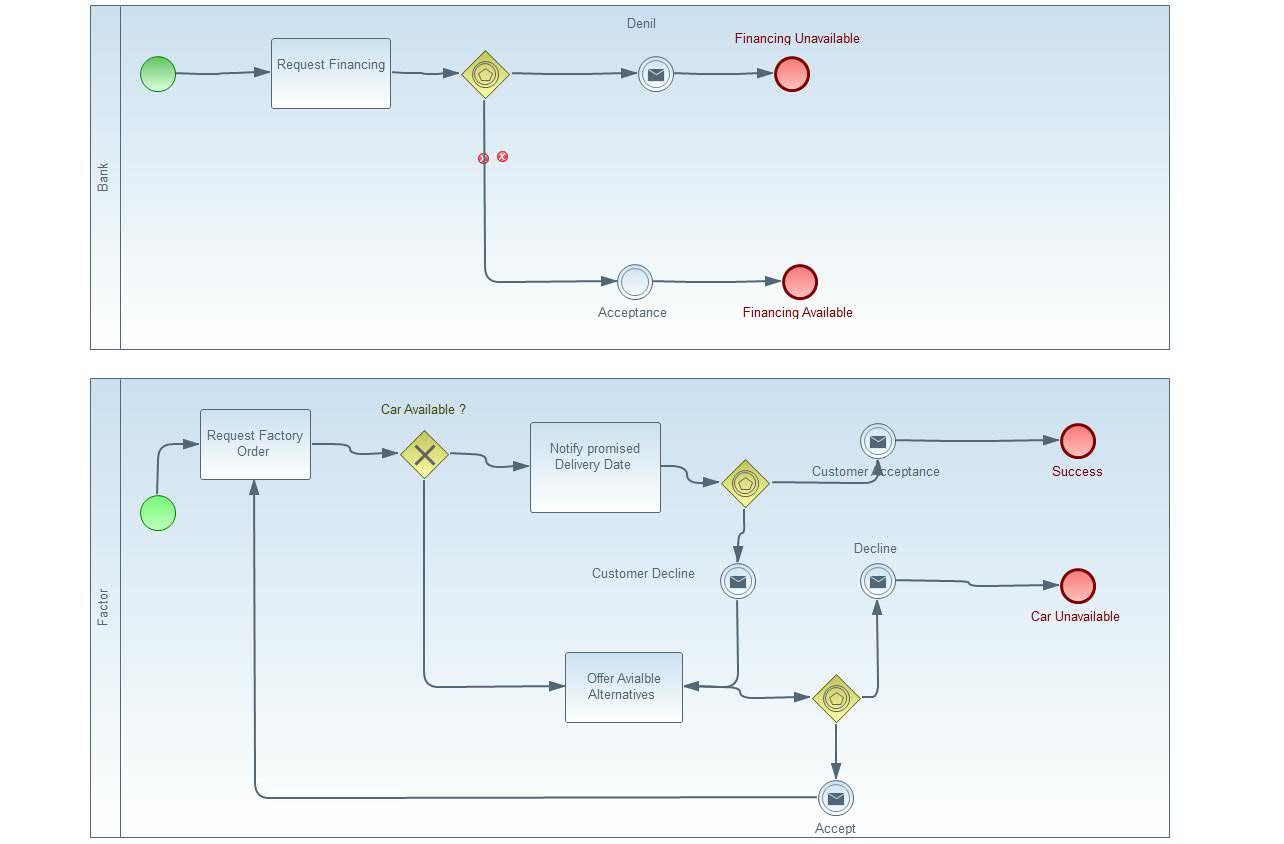 Denil
Financing Unavailable
Request Financing
Bank
Acceptance
Financing Available
Car Available ?
Request Factory
Order
Notify promised
Delivery Date
Customer Acceptance
Success
Customer Decline
Decline
Car Unavailable
Factor
Offer Avialble
Alternatives
Accept